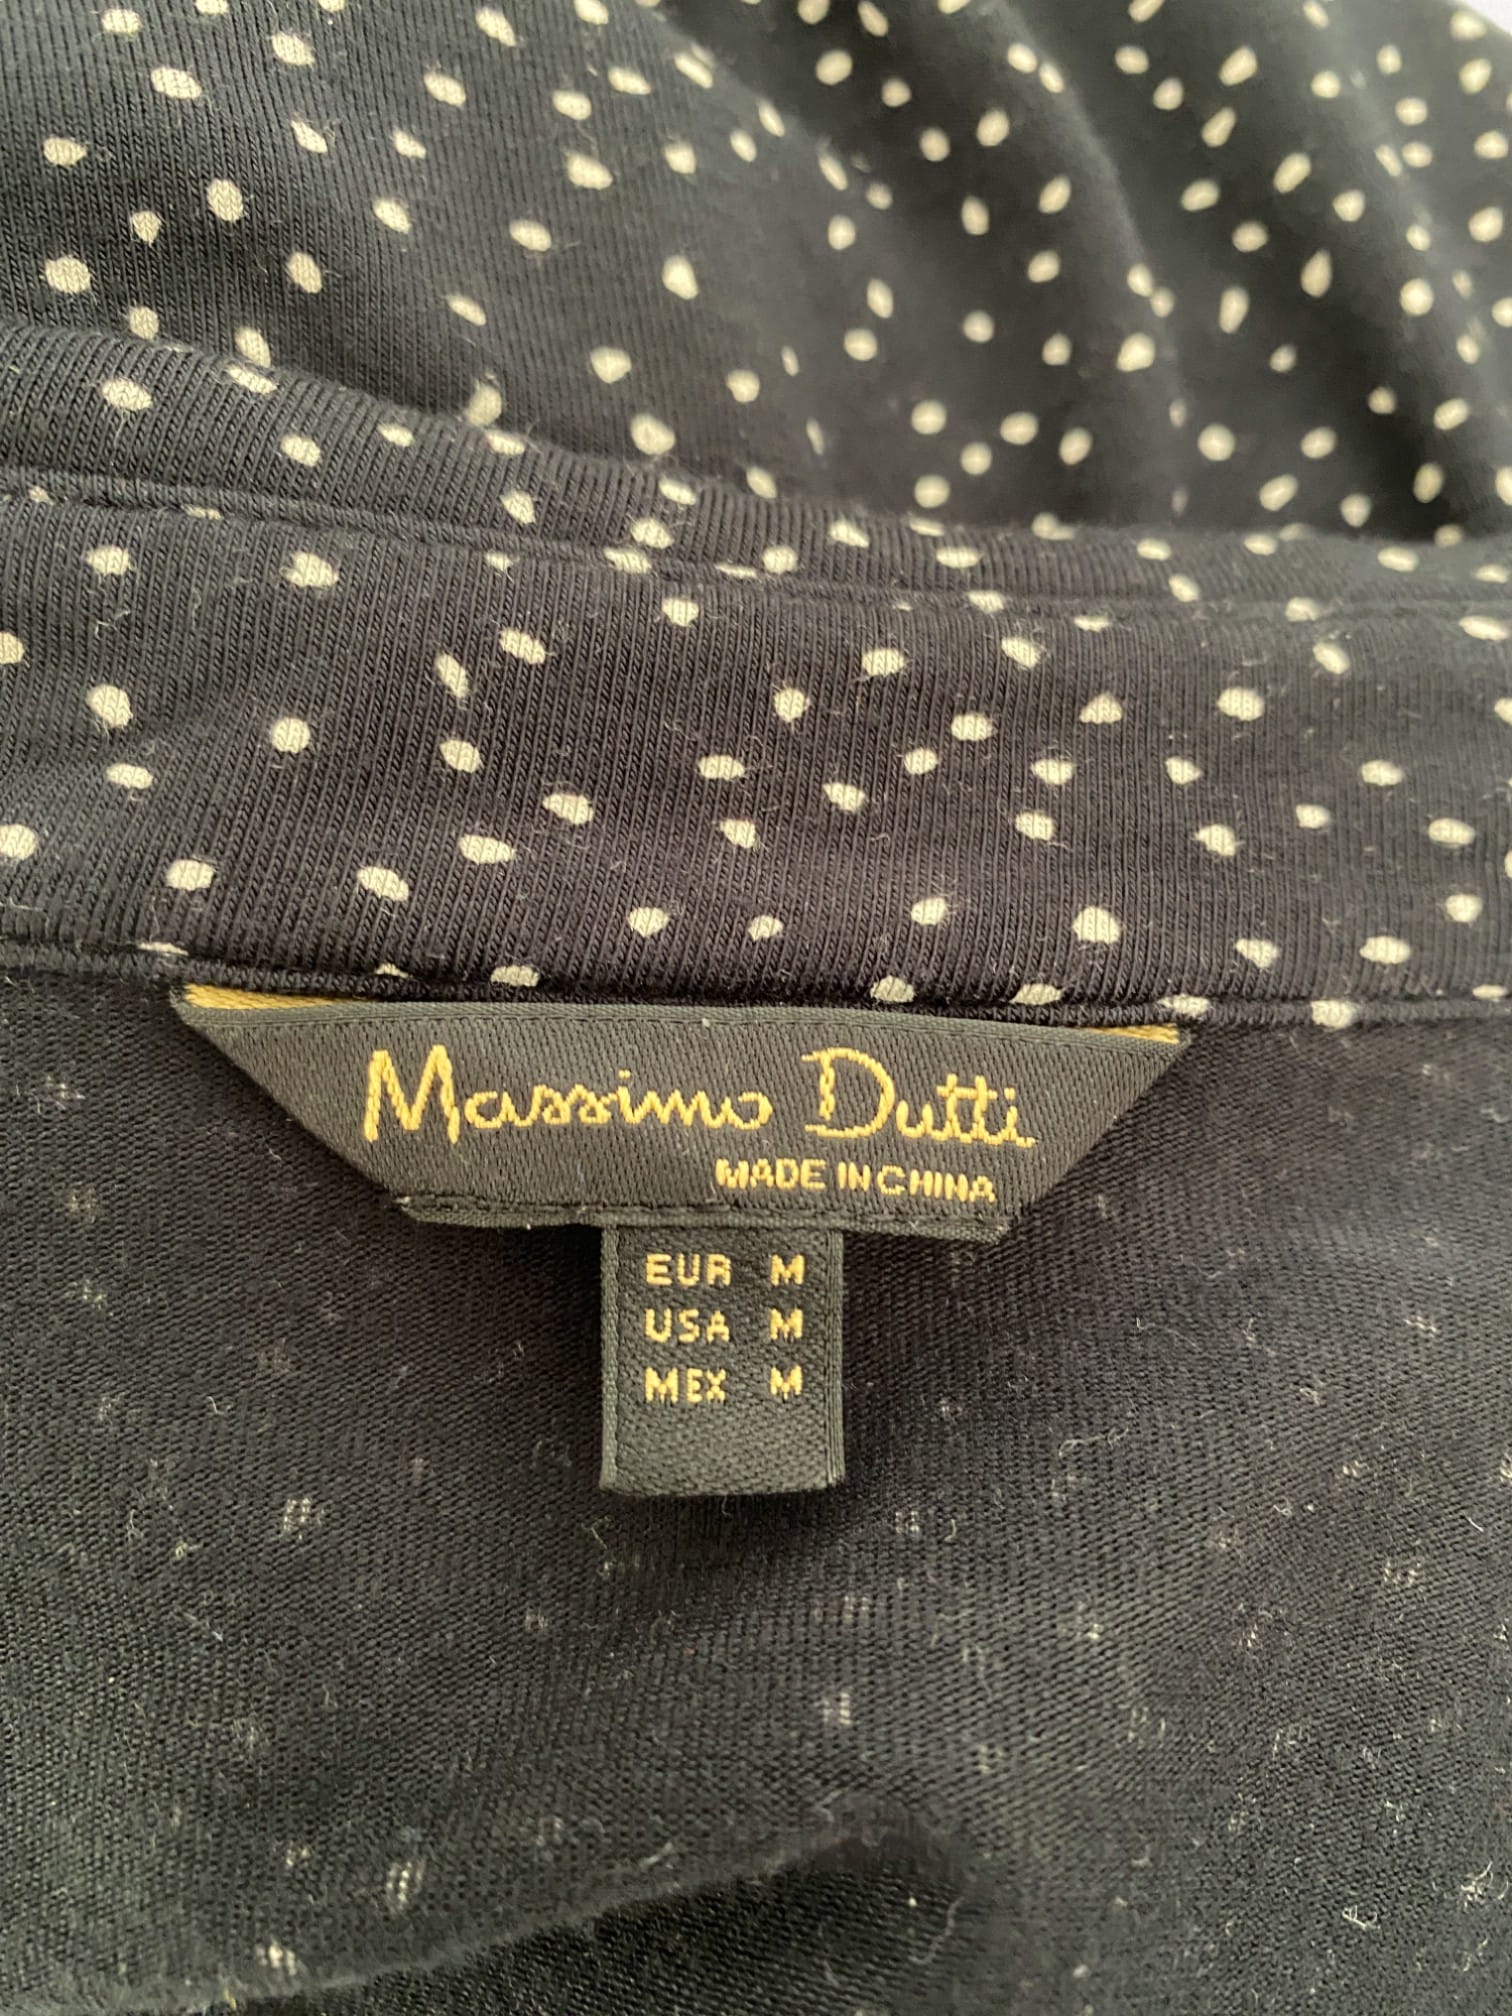 Massimo Dutti
MADE IN CHINA
EUR M
USA M
MEX M